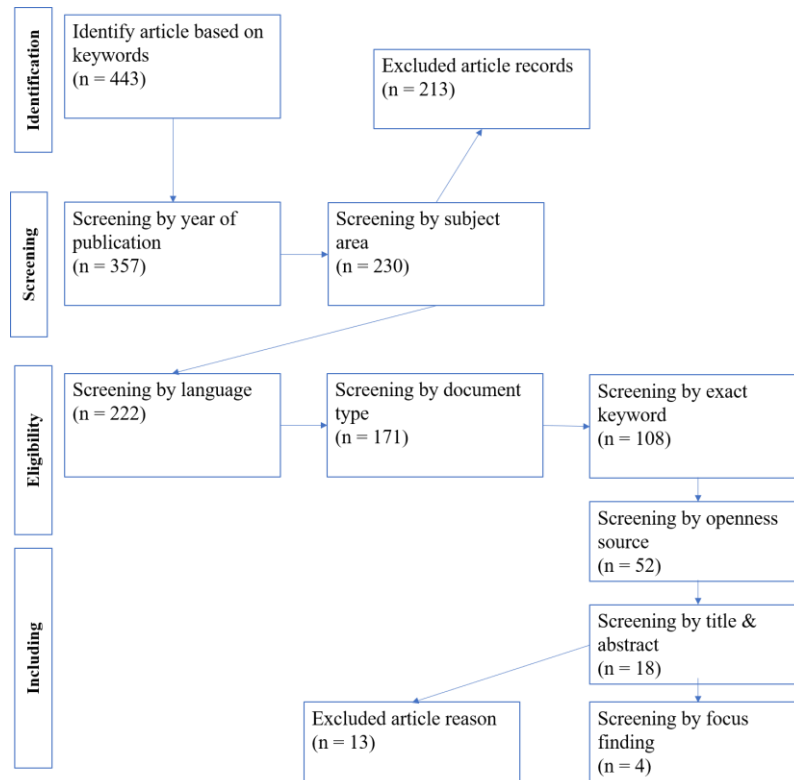 Identification
Identify article based on
keywords
(n = 443)
Excluded article records
(n = 213)
Screening
Screening by year of
publication
(n = 357)
Screening by subject
area
(n = 230)
Eligibility
Screening by language
(n = 222)
Screening by document
type
(n = 171)
Screening by exact
keyword
(n = 108)
Screening by openness
source
(n = 52)
Including
Screening by title &
abstract
(n = 18)
Excluded article reason
(n = 13)
Screening by focus
finding
(n = 4)